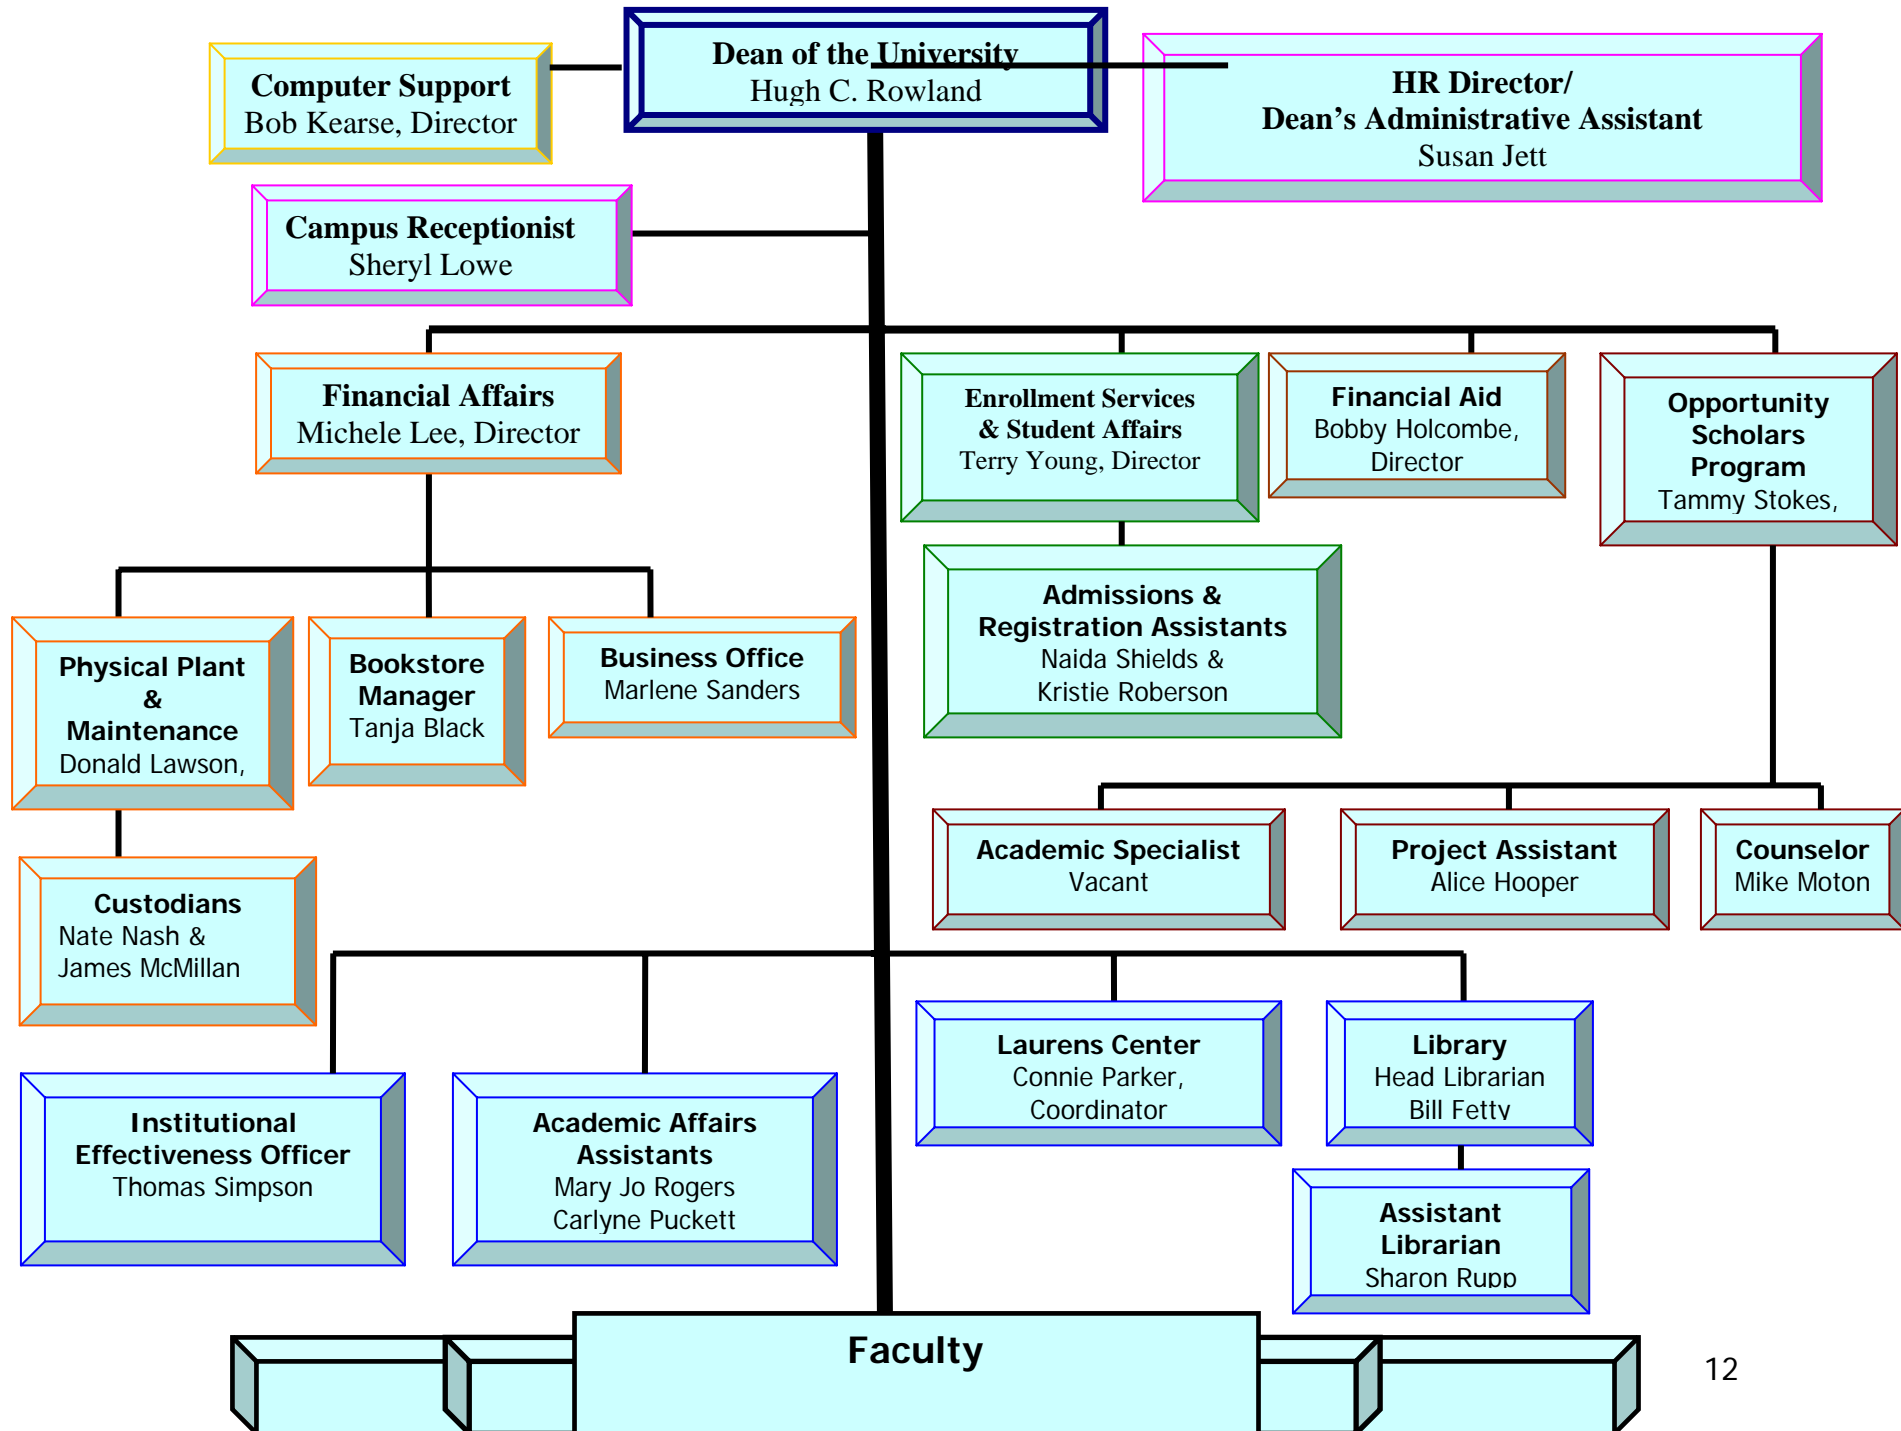 Dean of the University
Hugh C. Rowland
Computer Support
Bob Kearse, Director
HR Director/
Dean's Administrative Assistant
Susan Jett
Campus Receptionist
Sheryl Lowe
Financial Affairs
Michele Lee, Director
Enrollment Services
& Student Affairs
Terry Young, Director
Financial Aid
Bobby Holcombe,
Director
Opportunity
Scholars
Program
Tammy Stokes,
Physical Plant
&
Maintenance
Donald Lawson,
Bookstore
Manager
Tanja Black
Business Office
Marlene Sanders
Admissions &
Registration Assistants
Naida Shields &
Kristie Roberson
Custodians
Nate Nash &
James McMillan
Academic Specialist
Vacant
Project Assistant
Alice Hooper
Counselor
Mike Moton
Institutional
Effectiveness Officer
Thomas Simpson
Academic Affairs
Assistants
Mary Jo Rogers
Carlyne Puckett
Laurens Center
Connie Parker,
Coordinator
Library
Head Librarian
Bill Fetty
Assistant
Librarian
Sharon Rupp
Faculty
12